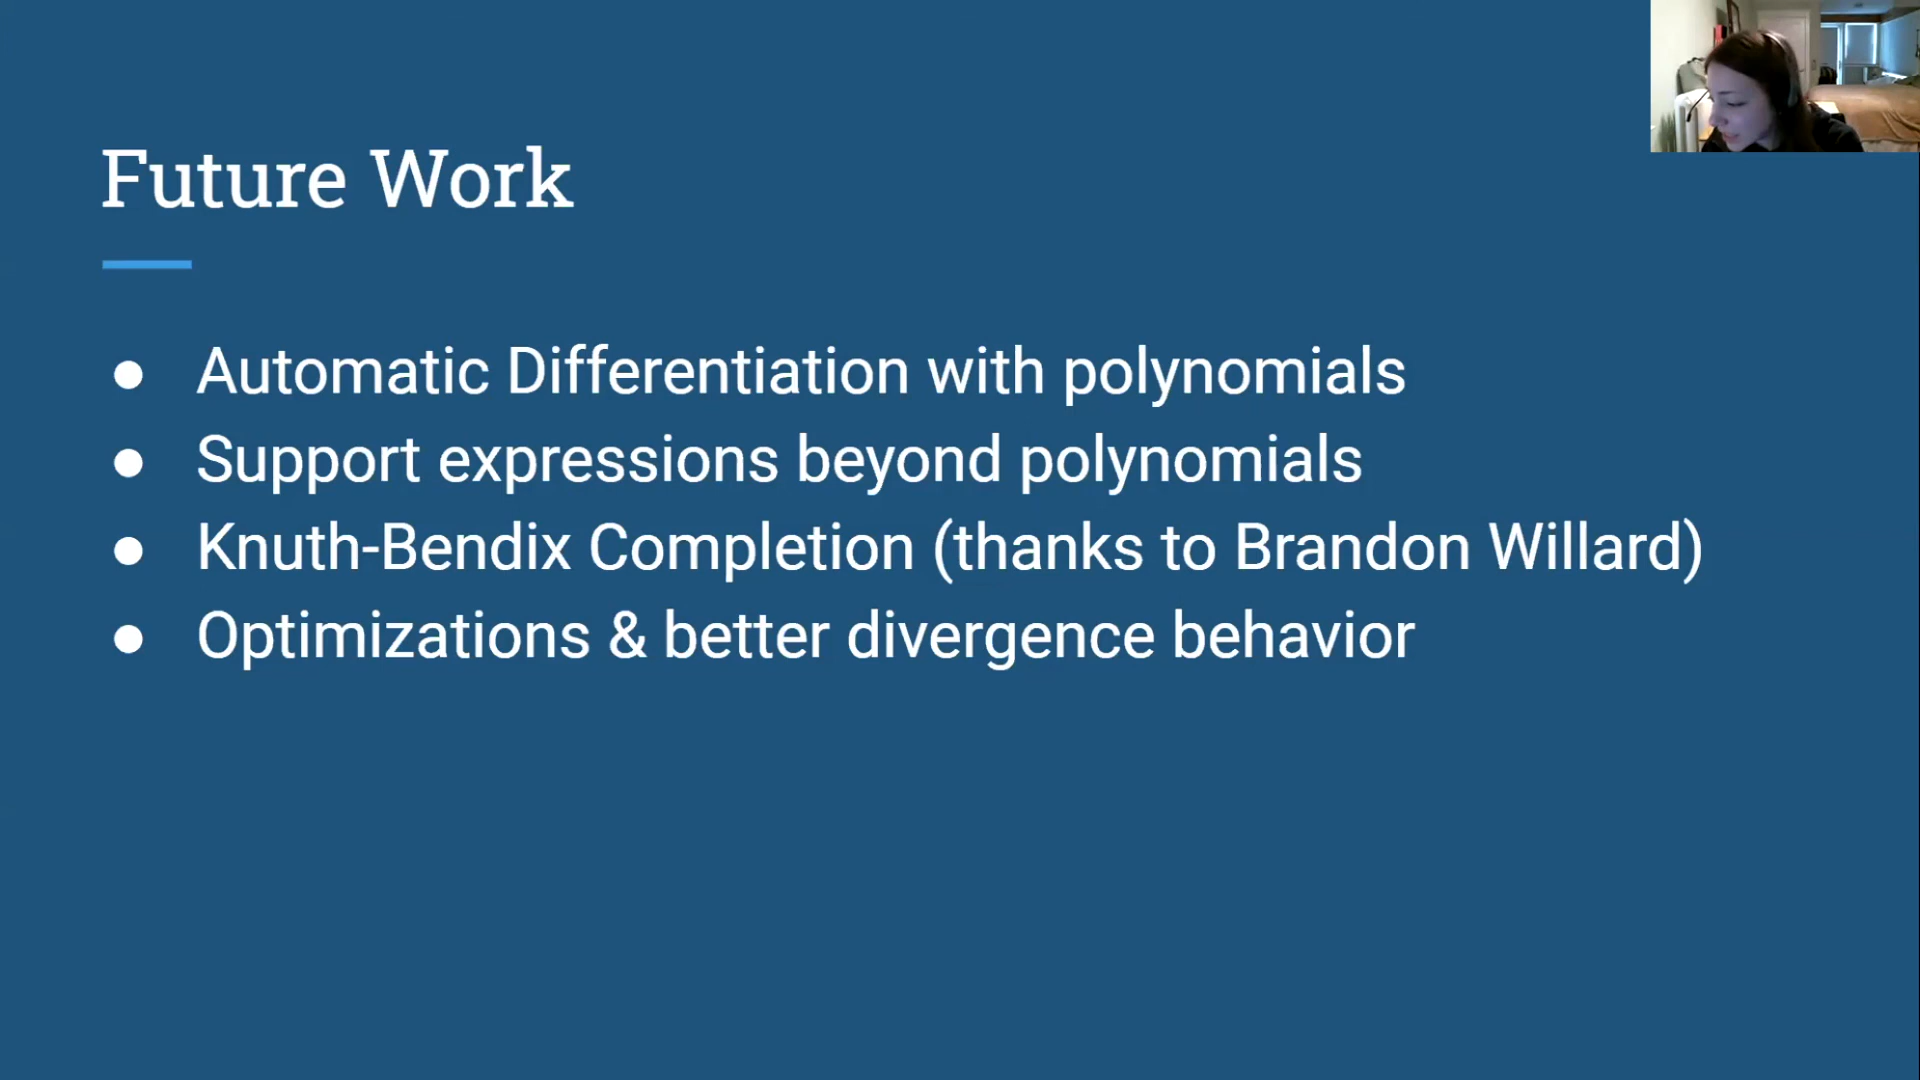 Future Work
● Automatic Differentiation with polynomials
● Support expressions beyond polynomials
● Knuth-Bendix Completion (thanks to Brandon Willard)
● Optimizations & better divergence behavior